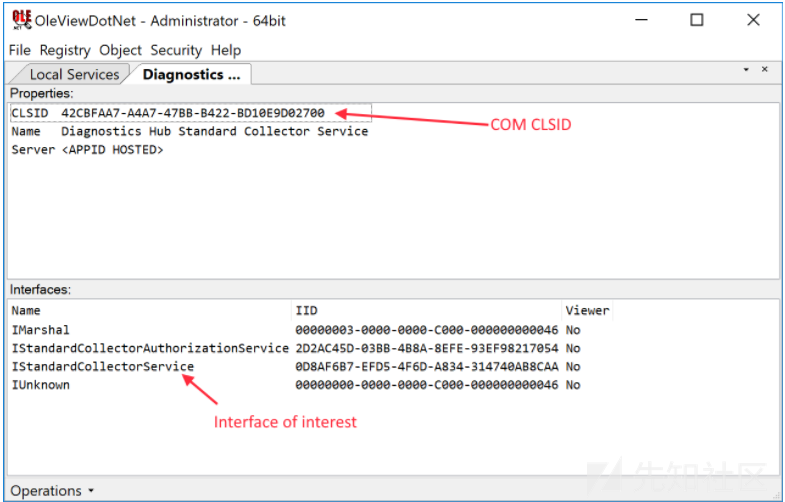 OleViewDotNet - Administrator - 64bit
File Registry Object Security Help
Local Services Diagnostics ...
Properties:
CLSID 42CBFAA7-A4A7-47BB-B422-BD10E9D02700
COM CLSID
Name Diagnostics Hub Standard Collector Service
Server <APPID HOSTED>
Interfaces:
Name IID Viewer
IMarshal 00000003-0000-0000-C000-000000000046 No
IStandardCollectorAuthorizationService 2D2AC45D-03BB-4B8A-8EFE-93EF98217054 No
IStandardCollectorService 0D8AF6B7-EFD5-4F6D-A834-314740AB8CAA No
IUnknown 00000000-0000-0000-C000-000000000046 No
Interface of interest
先知社区
Operations